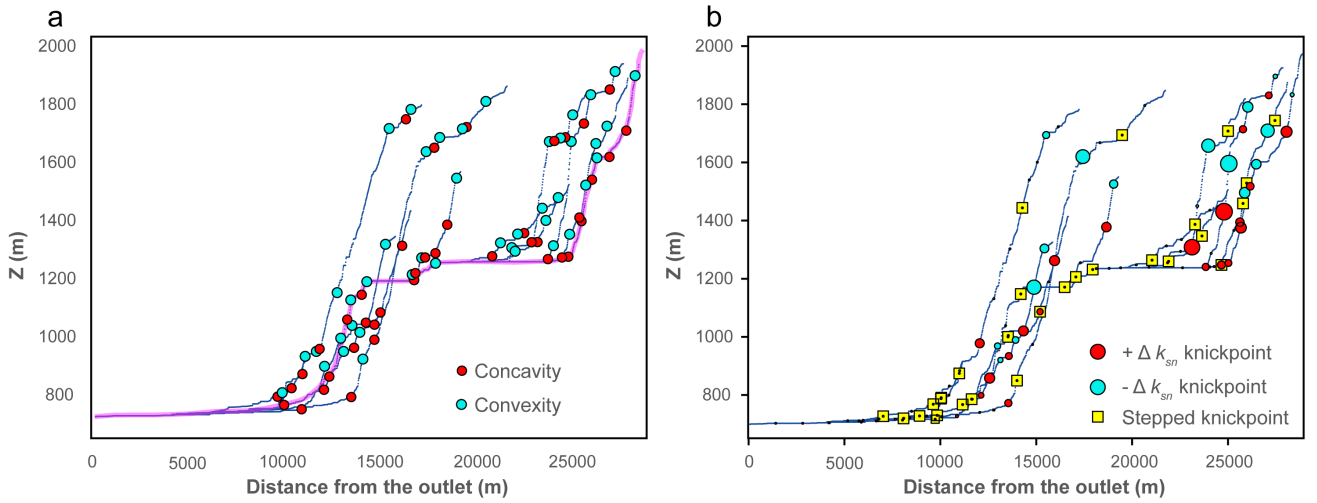 a
2000
1800
1600
1400
1200
1000
800
Z (m)
0
5000
10000
15000
20000
25000
Distance from the outlet (m)
Concavity
Convexity
b
2000
1800
1600
1400
1200
1000
800
Z (m)
0
5000
10000
15000
20000
25000
Distance from the outlet (m)
+ Δ ksn knickpoint
- Δ ksn knickpoint
Stepped knickpoint